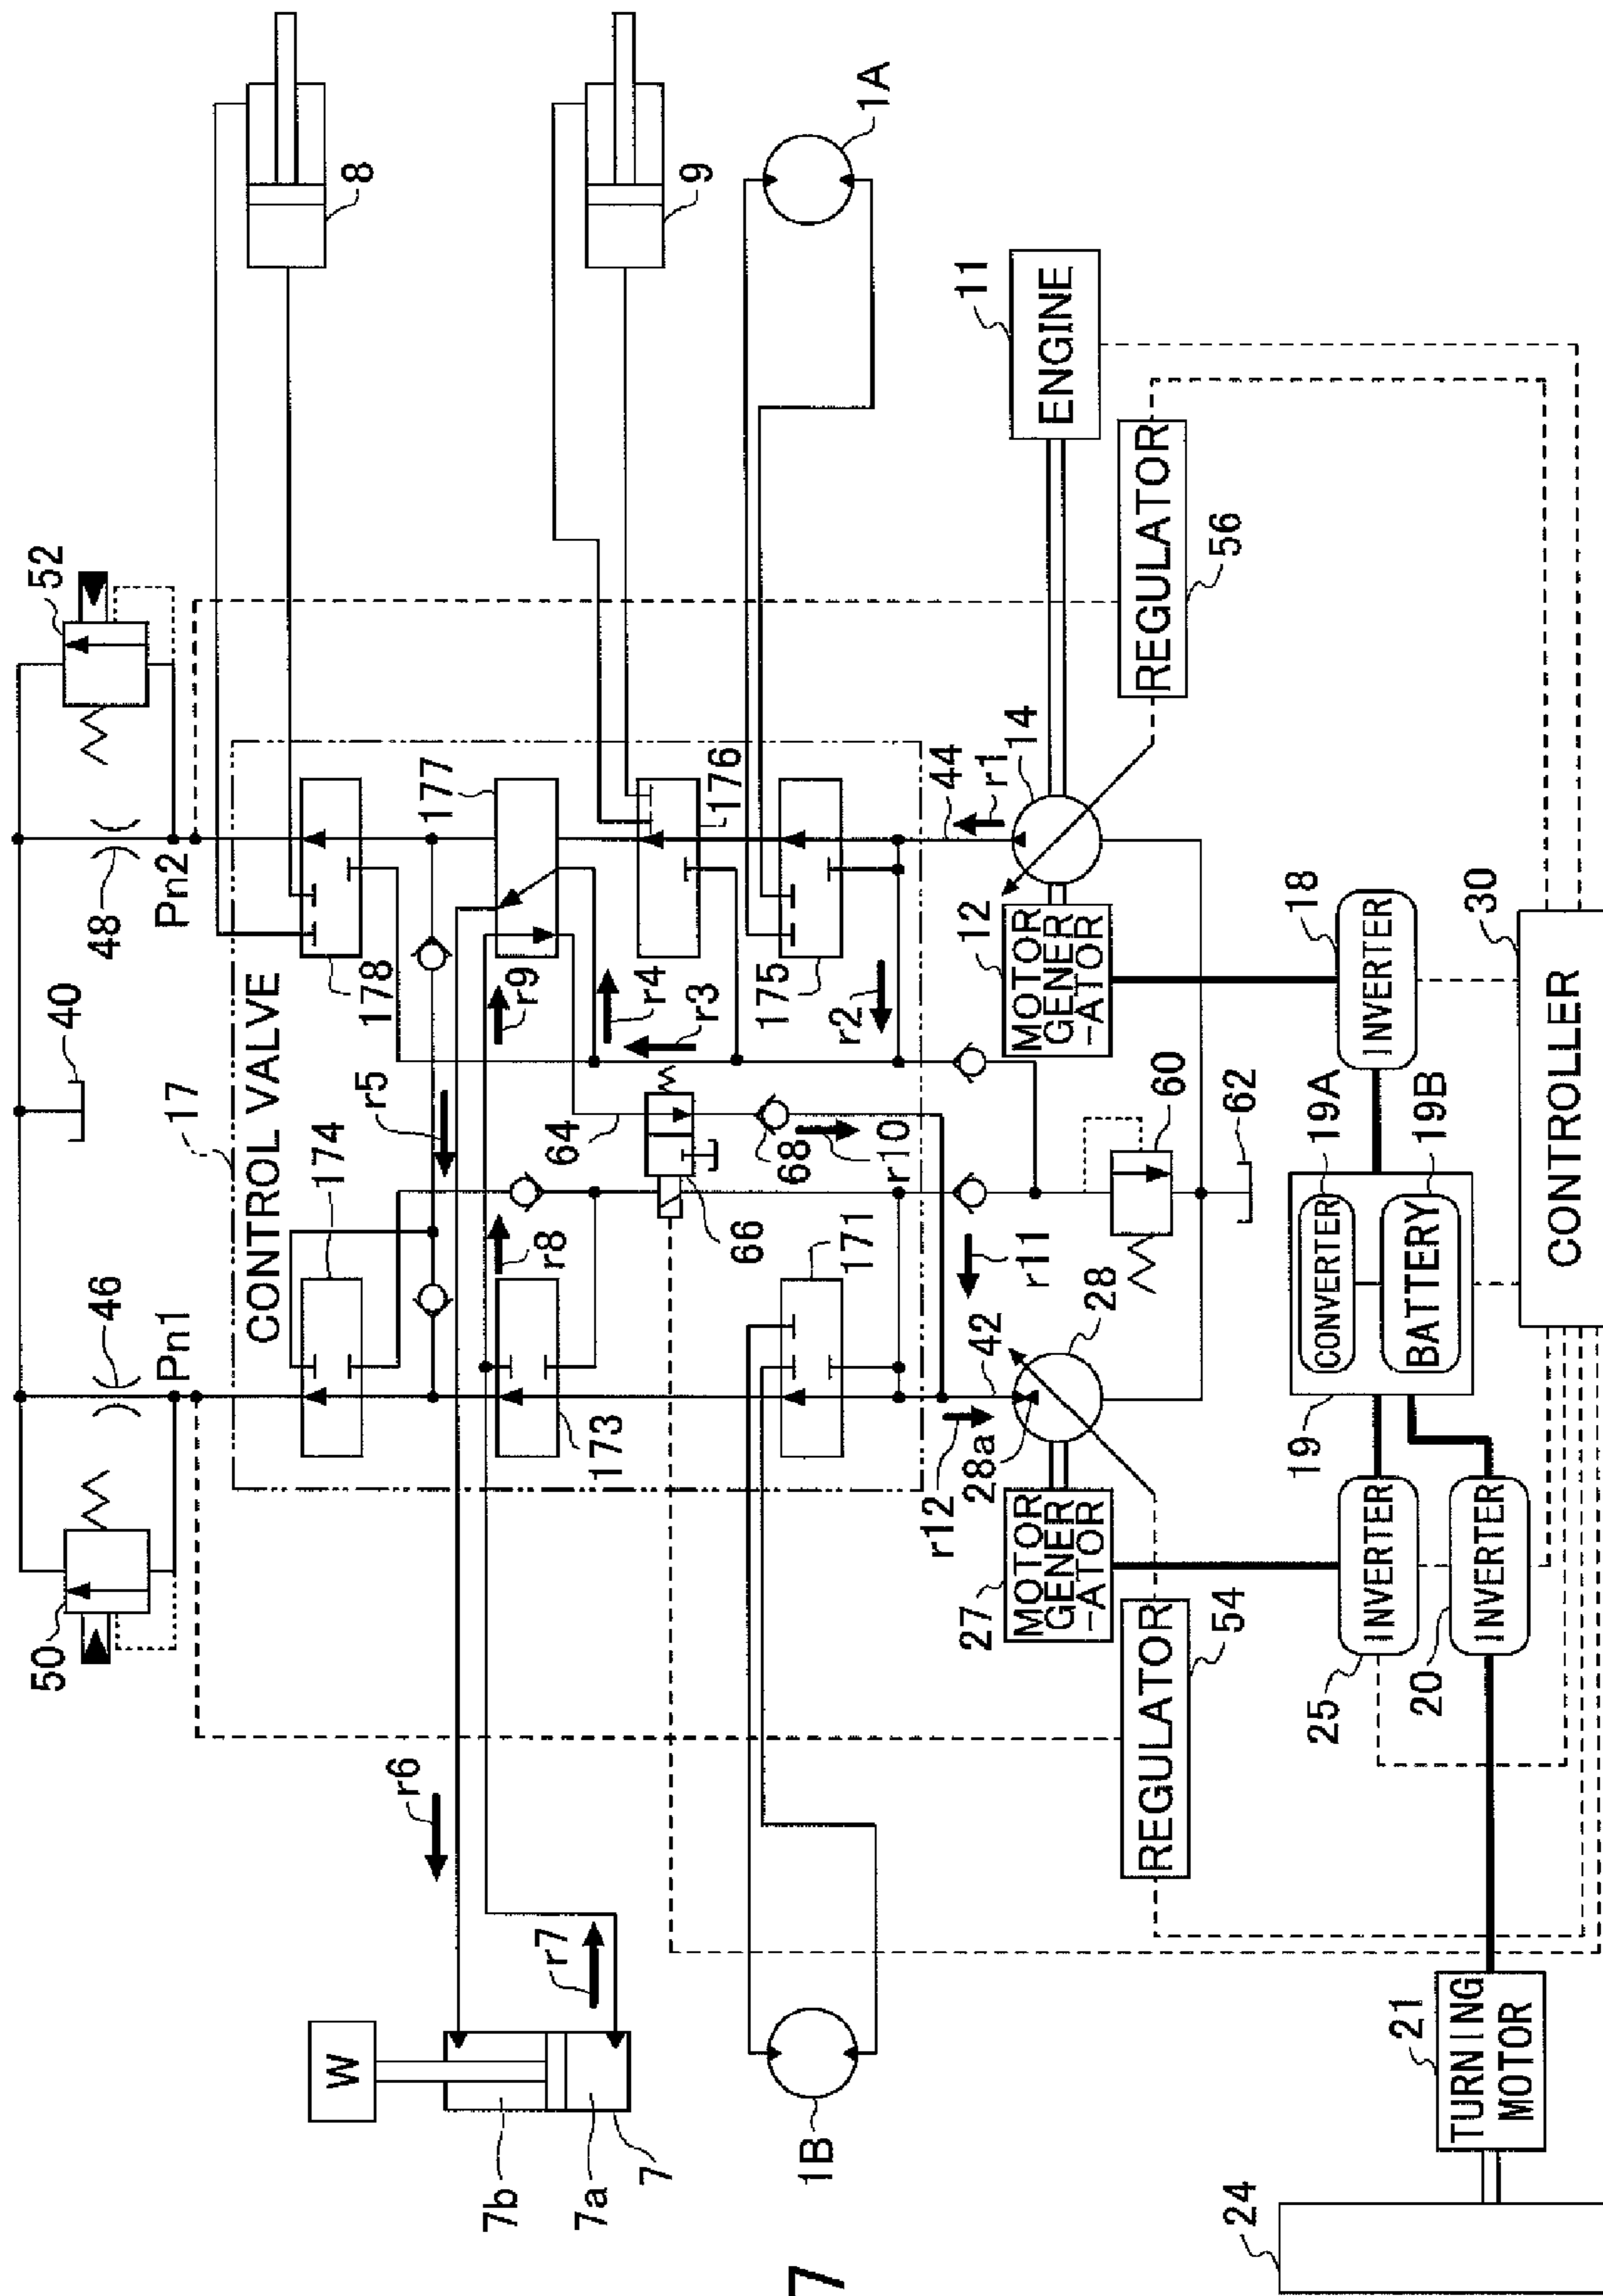 50
46
40
48
52
Pn1
Pn2
17
CONTROL VALVE
174
r5
178
177
8
r6
W
7b
7a
7
r7
173
r8
r9
64
r4
r3
176
9
66
68
r10
171
175
r2
1B
1A
r12
42
r11
44
r1
28a
28
60
62
14
11
ENGINE
27
MOTOR
GENER
-ATOR
12
MOTOR
GENER
-ATOR
REGULATOR
54
REGULATOR
56
25
INVERTER
20
INVERTER
19
CONVERTER
19A
BATTERY
19B
18
INVERTER
30
CONTROLLER
21
TURNING
MOTOR
24
7